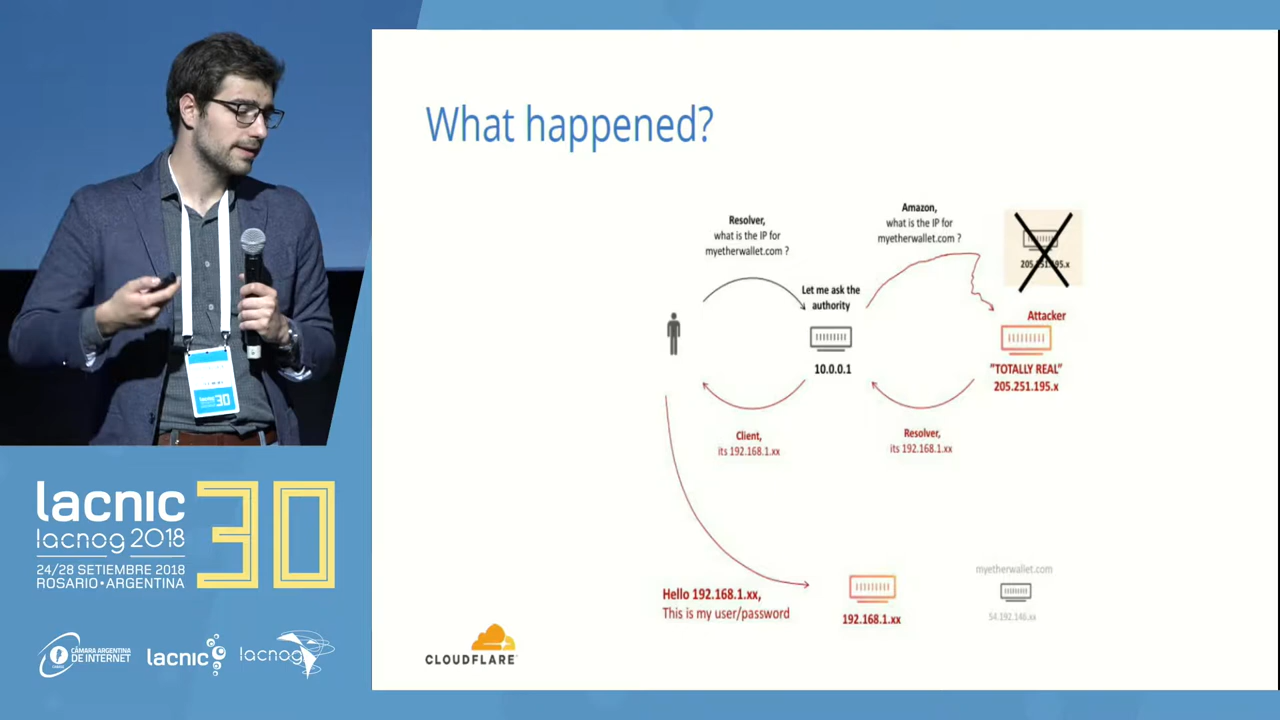 What happened?
Resolver,
what is the IP for
myetherwallet.com ?
Amazon,
what is the IP for
myetherwallet.com ?
205.251.195.x
Let me ask the
authority
Attacker
10.0.0.1
"TOTALLY REAL"
205.251.195.x
Client,
its 192.168.1.xx
Resolver,
its 192.168.1.xx
Hello 192.168.1.xx,
This is my user/password
192.168.1.xx
myetherwallet.com
54.192.146.xx
CLOUDFLARE
30
lacnic 30
lacnog 2018
24/28 SETIEMBRE 2018
ROSARIO•ARGENTINA
CÁMARA ARGENTINA
DE INTERNET
lacnic
lacnog